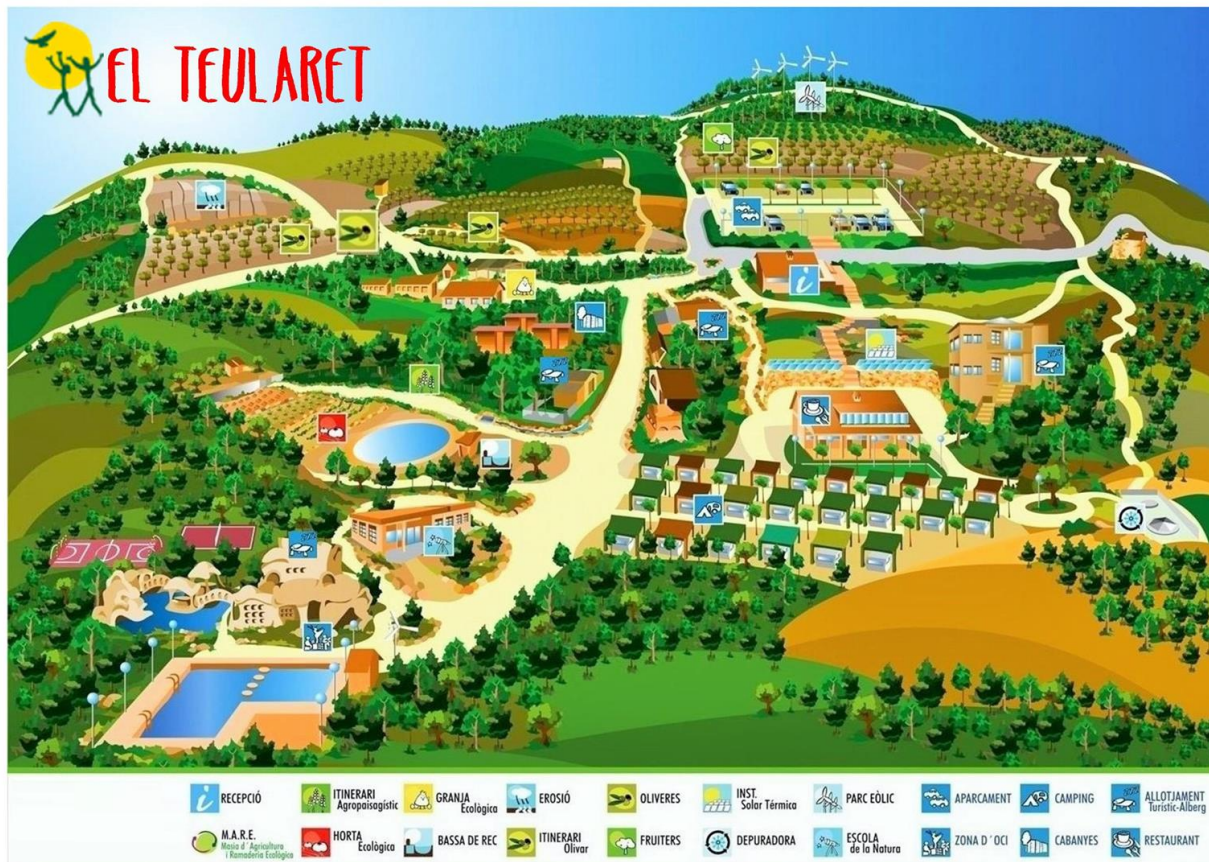 EL TEULARET
RECEPCIÓ
ITINERARI
Agropaisagístic
GRANJA
Ecològica
EROSIÓ
OLIVERES
INST.
Solar Térmica
PARC EÒLIC
APARCAMENT
CAMPING
ALLOTJAMENT
Turístic-Alberg
M.A.R.E.
Masia d´Agricultura
i Ramaderia Ecològica
HORTA
Ecològica
BASSA DE REC
ITINERARI
Olivar
FRUITERS
DEPURADORA
ESCOLA
de la Natura
ZONA D´OCI
CABANYES
RESTAURANT